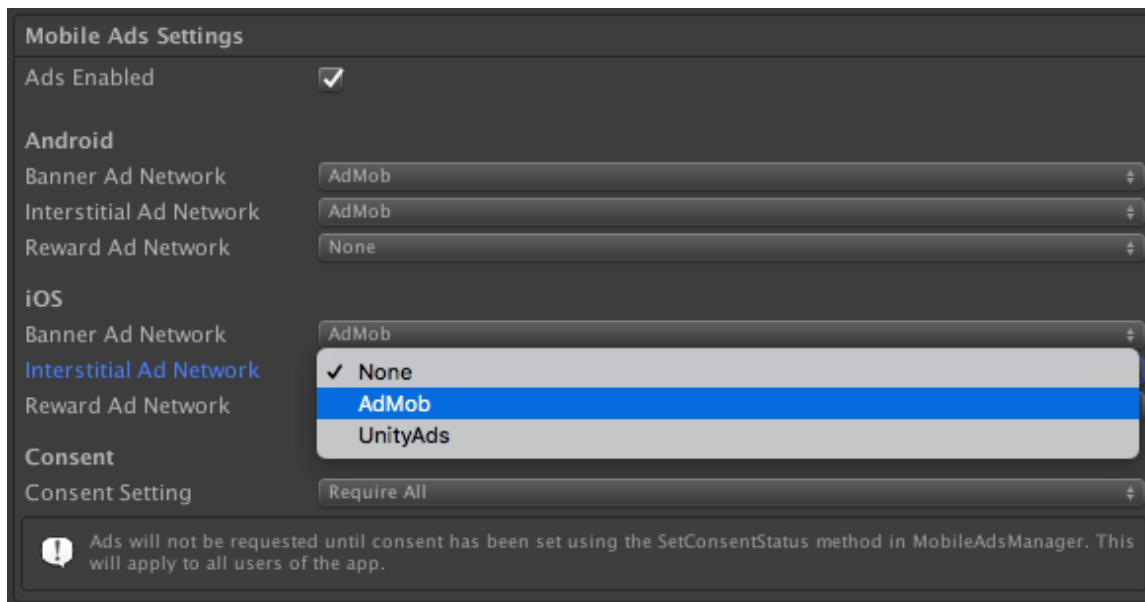 Mobile Ads Settings
Ads Enabled
Android
Banner Ad Network AdMob
Interstitial Ad Network AdMob
Reward Ad Network None
iOS
Banner Ad Network AdMob
Interstitial Ad Network ✓ None
AdMob
Reward Ad Network
UnityAds
Consent
Consent Setting Require All
Ads will not be requested until consent has been set using the SetConsentStatus method in MobileAdsManager. This
will apply to all users of the app.